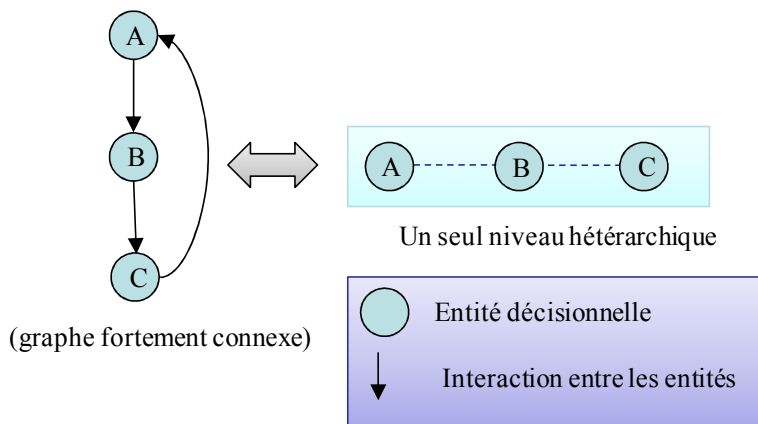 A
B
C
(graphe fortement connexe)
A
B
C
Un seul niveau hétérarchique
Entité décisionnelle
Interaction entre les entités